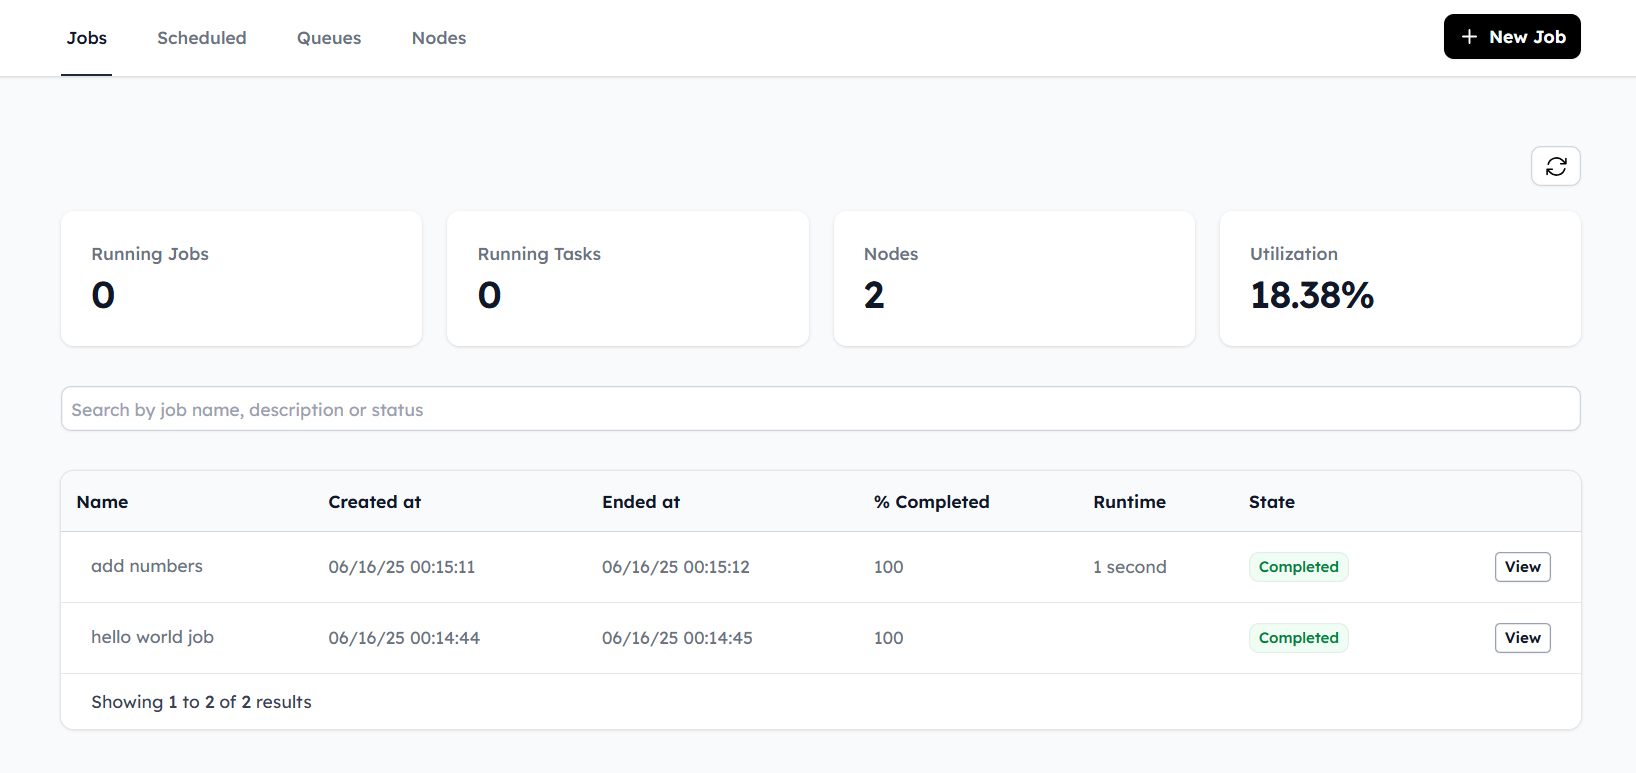 Jobs Scheduled Queues Nodes + New Job
Running Jobs Running Tasks Nodes Utilization
0 0 2 18.38%
Search by job name, description or status
Name Created at Ended at % Completed Runtime State
add numbers 06/16/25 00:15:11 06/16/25 00:15:12 100 1 second Completed View
hello world job 06/16/25 00:14:44 06/16/25 00:14:45 100 Completed View
Showing 1 to 2 of 2 results